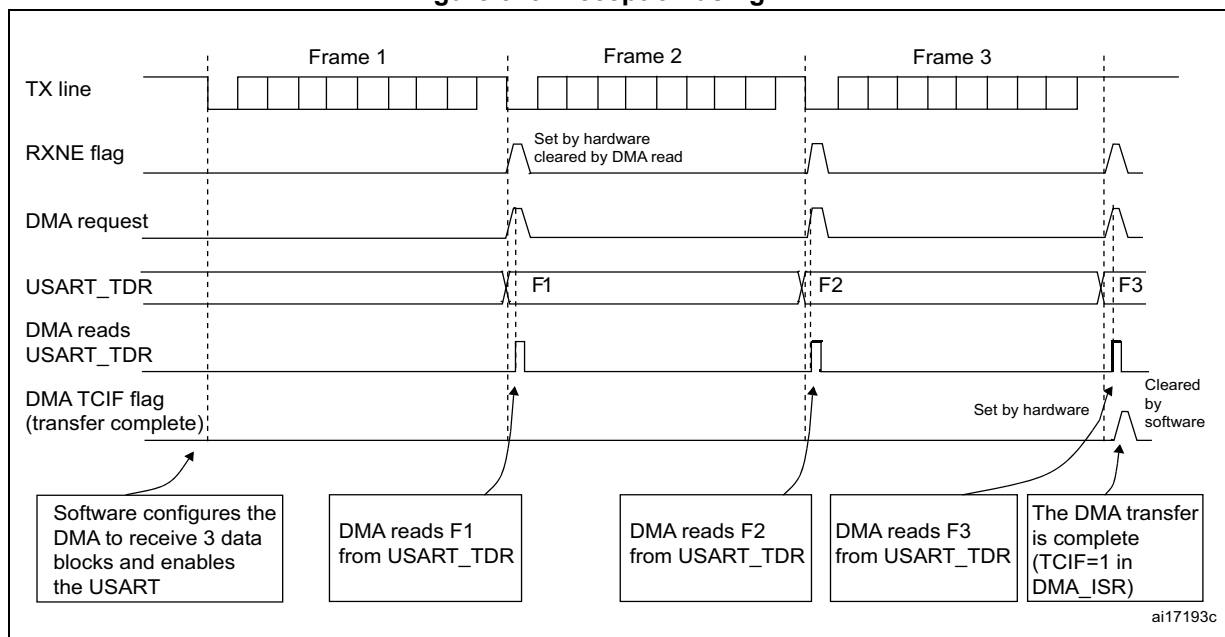 Frame 1
Frame 2
Frame 3
TX line
RXNE flag
Set by hardware
cleared by DMA read
DMA request
USART_TDR
F1
F2
F3
DMA reads
USART_TDR
DMA TCIF flag
(transfer complete)
Set by hardware
Cleared
by
software
Software configures the
DMA to receive 3 data
blocks and enables
the USART
DMA reads F1
from USART_TDR
DMA reads F2
from USART_TDR
DMA reads F3
from USART_TDR
The DMA transfer
is complete
(TCIF=1 in
DMA_ISR)
ai17193c